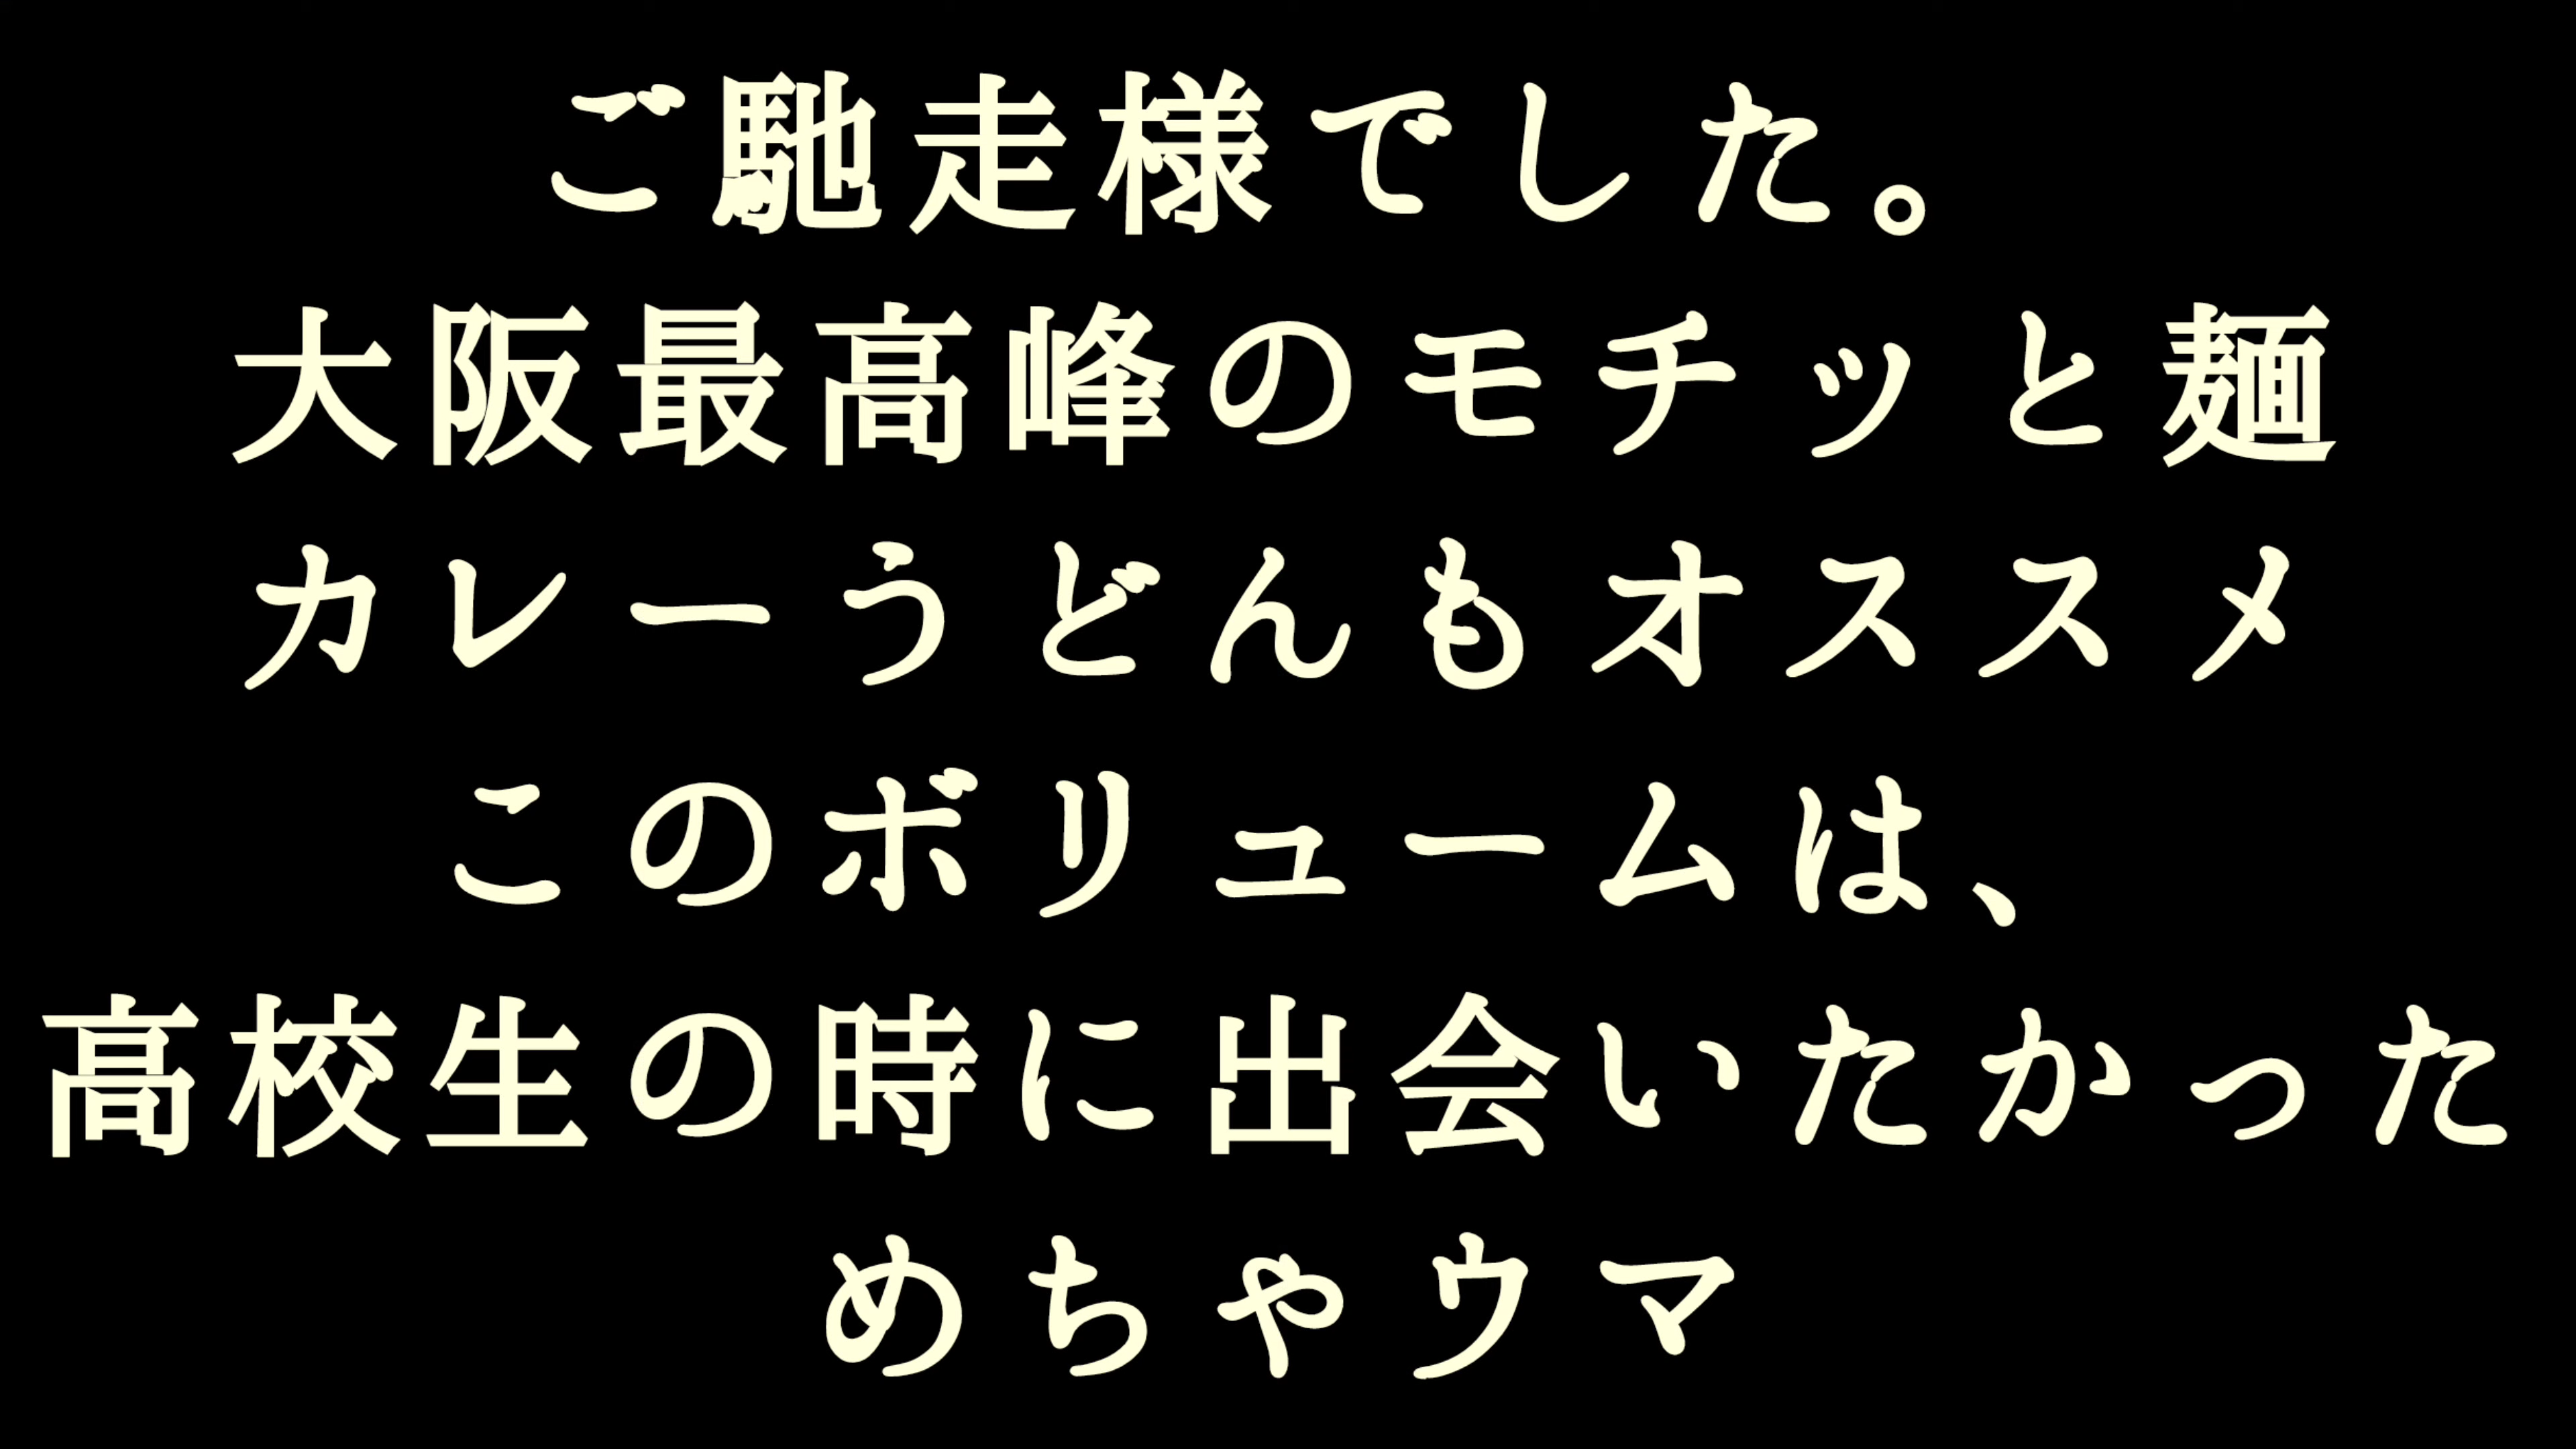 ご馳走様でした。
大阪最高峰のモチッと麺
カレーうどんもオススメ
このボリュームは、
高校生の時に出会いたかった
めちゃウマ